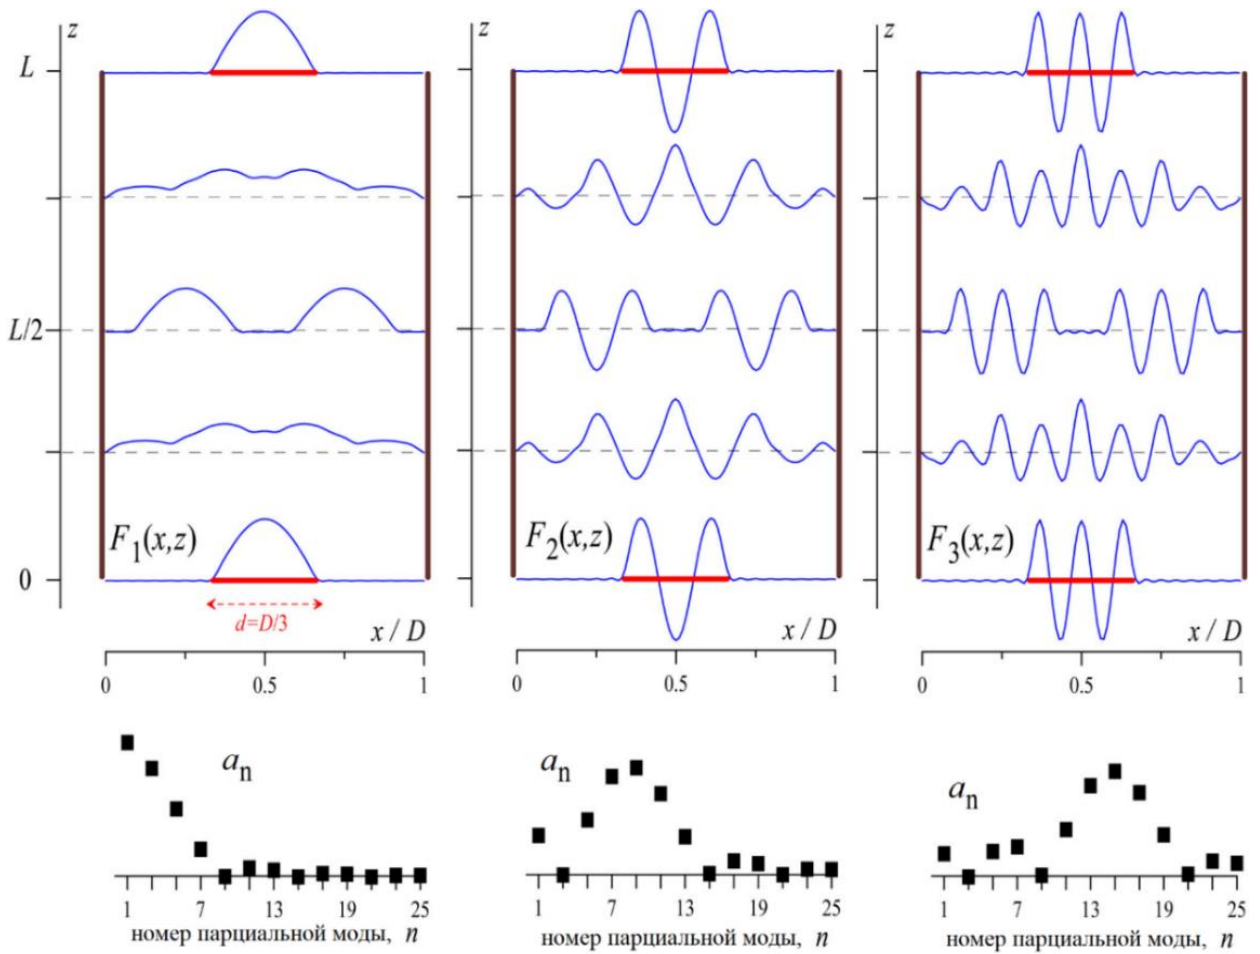 z
z
z
L
L/2
F1(x,z)
F2(x,z)
F3(x,z)
0
d=D/3
x / D
x / D
x / D
0 0.5 1
0 0.5 1
0 0.5 1
an
an
an
1 7 13 19 25
1 7 13 19 25
1 7 13 19 25
номер парциальной моды, n
номер парциальной моды, n
номер парциальной моды, n